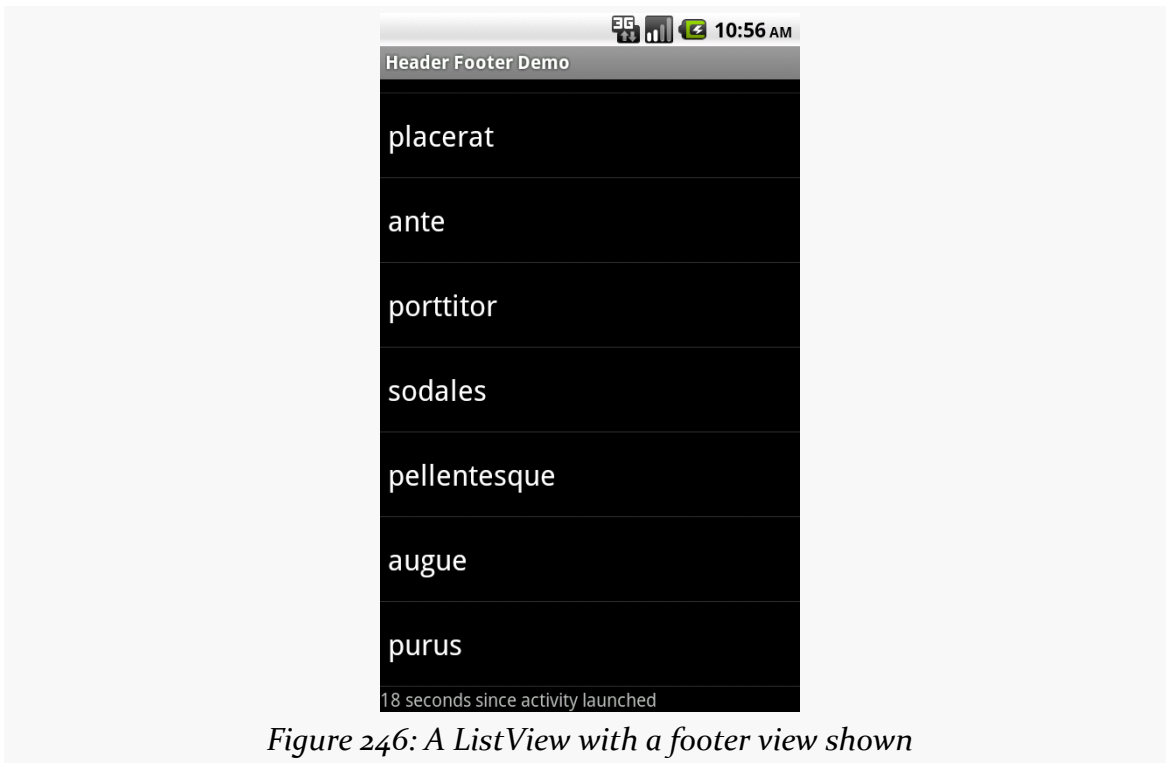 3G 10:56 AM
Header Footer Demo
placerat
ante
porttitor
sodales
pellentesque
augue
purus
18 seconds since activity launched
Figure 246: A ListView with a footer view shown